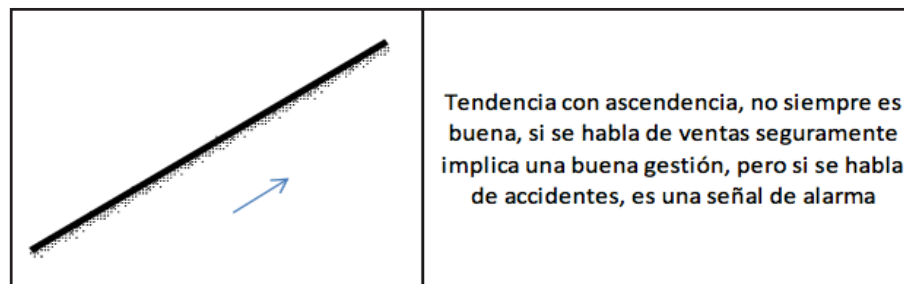 Tendencia con ascendencia, no siempre es
buena, si se habla de ventas seguramente
implica una buena gestión, pero si se habla
de accidentes, es una señal de alarma